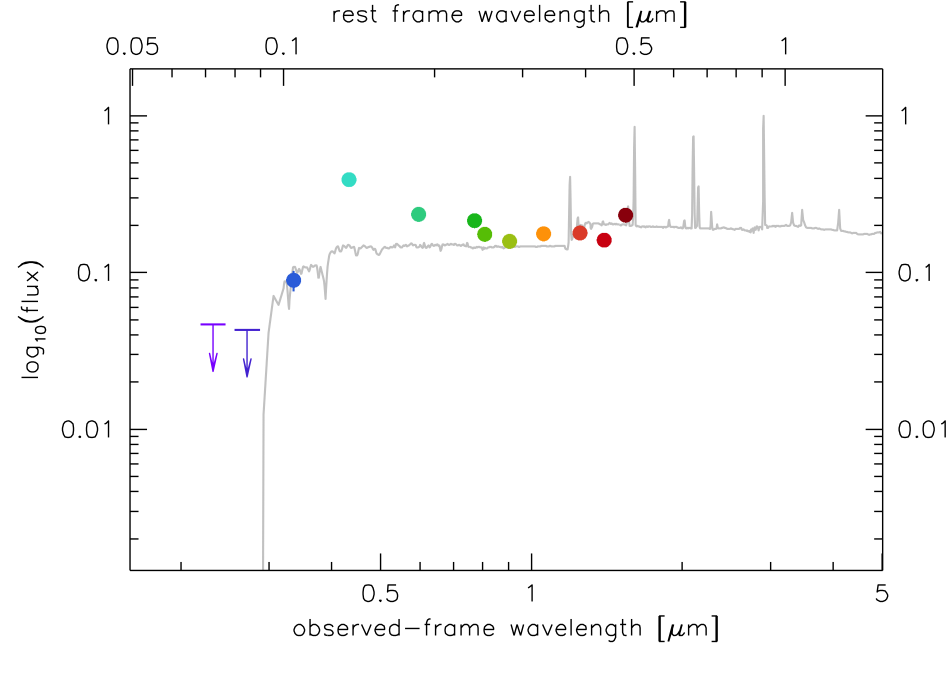 rest frame wavelength [μm]
0.05 0.1 0.5 1
1 1
0.1 0.1
0.01 0.01
log10(flux)
0.5 1 5
observed-frame wavelength [μm]